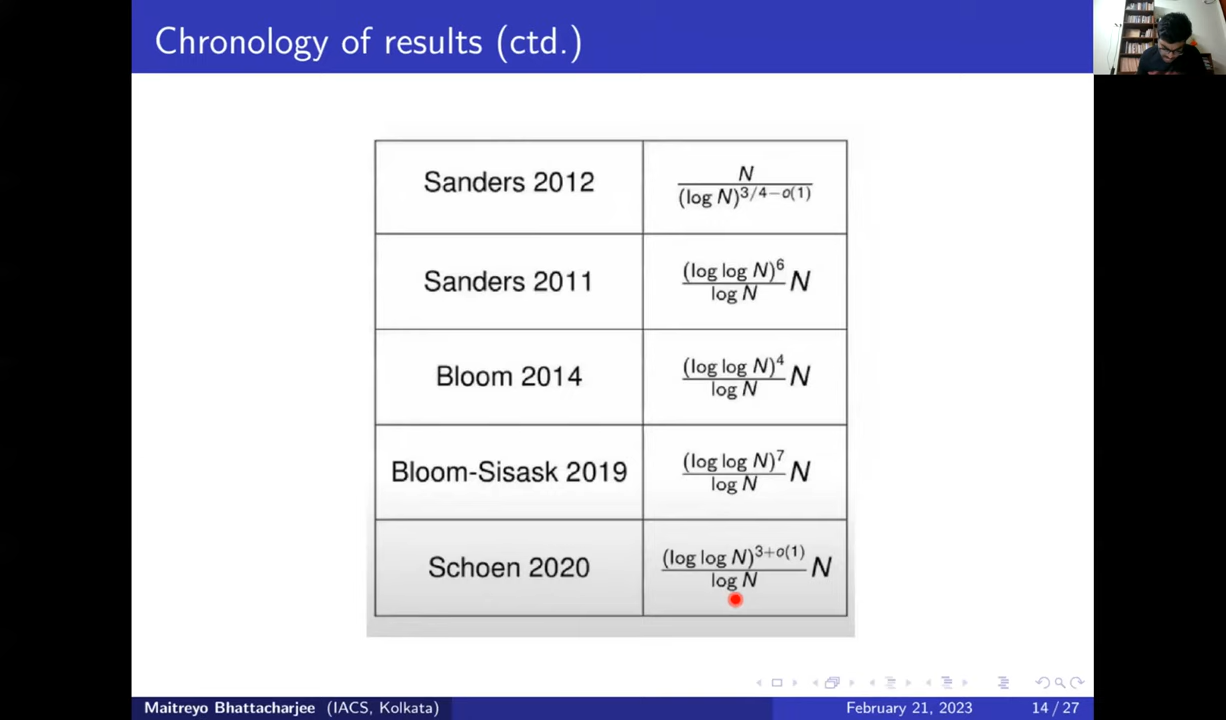 Chronology of results (ctd.)
Sanders 2012
N / (log N)^{3/4−o(1)}
Sanders 2011
(log log N)^6 / log N N
Bloom 2014
(log log N)^4 / log N N
Bloom-Sisask 2019
(log log N)^7 / log N N
Schoen 2020
(log log N)^{3+o(1)} / log N N
Maitreyo Bhattacharjee (IACS, Kolkata) February 21, 2023 14 / 27